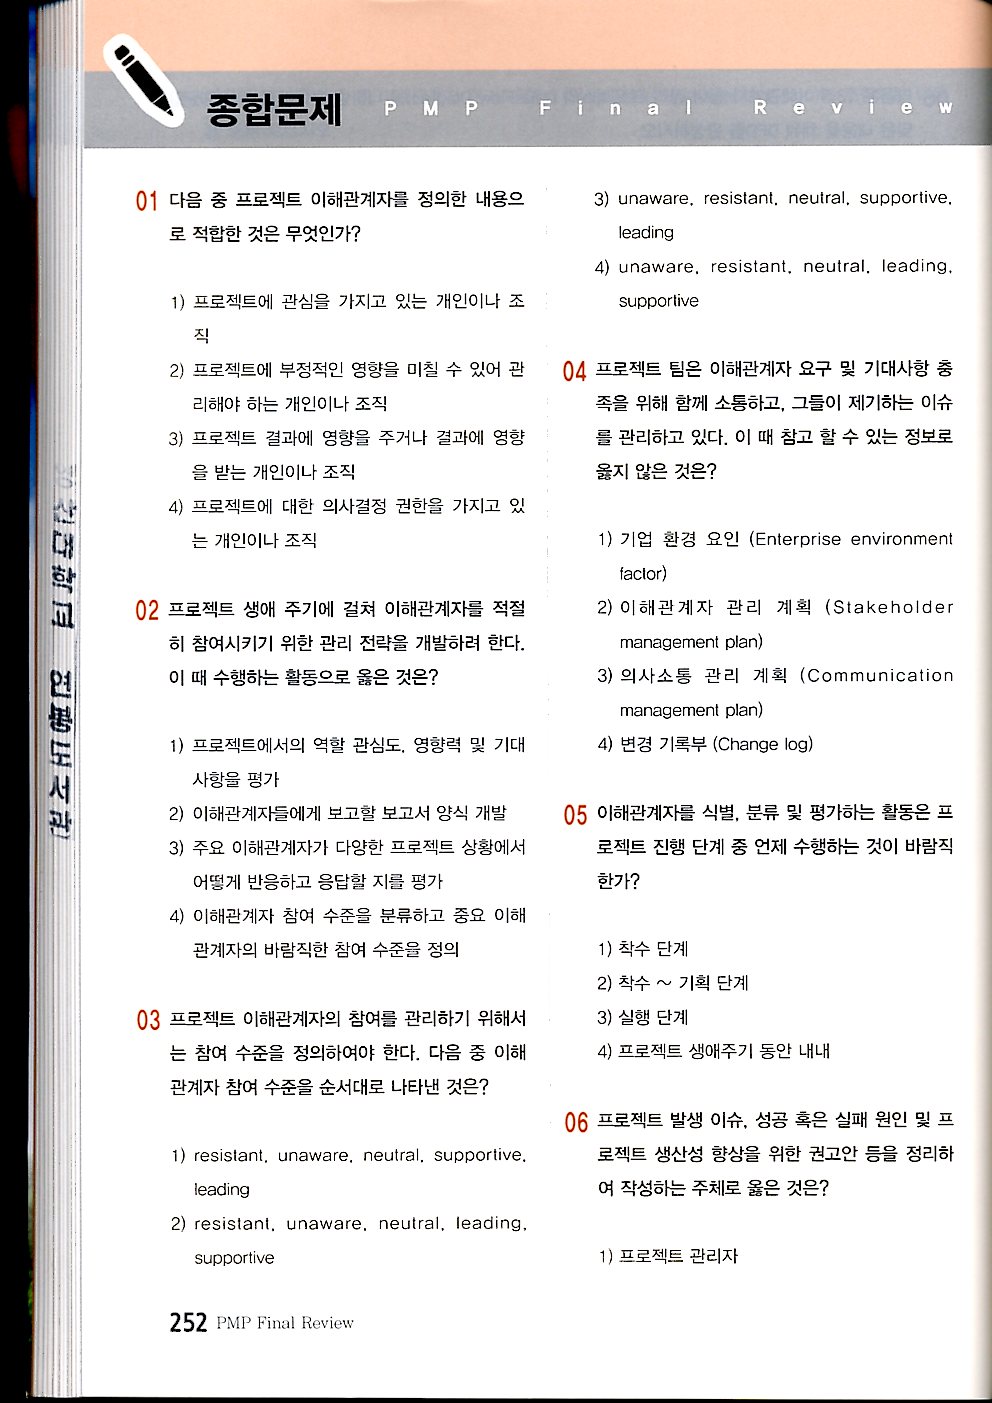 종합문제 PMP Final Review
01 다음 중 프로젝트 이해관계자를 정의한 내용으
로 적합한 것은 무엇인가?
1) 프로젝트에 관심을 가지고 있는 개인이나 조
직
2) 프로젝트에 부정적인 영향을 미칠 수 있어 관
리해야 하는 개인이나 조직
3) 프로젝트 결과에 영향을 주거나 결과에 영향
을 받는 개인이나 조직
4) 프로젝트에 대한 의사결정 권한을 가지고 있
는 개인이나 조직
02 프로젝트 생애 주기에 걸쳐 이해관계자를 적절
히 참여시키기 위한 관리 전략을 개발하려 한다.
이 때 수행하는 활동으로 옳은 것은?
1) 프로젝트에서의 역할 관심도, 영향력 및 기대
사항을 평가
2) 이해관계자들에게 보고할 보고서 양식 개발
3) 주요 이해관계자가 다양한 프로젝트 상황에서
어떻게 반응하고 응답할 지를 평가
4) 이해관계자 참여 수준을 분류하고 중요 이해
관계자의 바람직한 참여 수준을 정의
03 프로젝트 이해관계자의 참여를 관리하기 위해서
는 참여 수준을 정의하여야 한다. 다음 중 이해
관계자 참여 수준을 순서대로 나타낸 것은?
1) resistant, unaware, neutral, supportive,
leading
2) resistant, unaware, neutral, leading,
supportive
3) unaware, resistant, neutral, supportive,
leading
4) unaware, resistant, neutral, leading,
supportive
04 프로젝트 팀은 이해관계자 요구 및 기대사항 충
족을 위해 함께 소통하고, 그들이 제기하는 이슈
를 관리하고 있다. 이 때 참고 할 수 있는 정보로
옳지 않은 것은?
1) 기업 환경 요인 (Enterprise environment
factor)
2) 이해관계자 관리 계획 (Stakeholder
management plan)
3) 의사소통 관리 계획 (Communication
management plan)
4) 변경 기록부 (Change log)
05 이해관계자를 식별, 분류 및 평가하는 활동은 프
로젝트 진행 단계 중 언제 수행하는 것이 바람직
한가?
1) 착수 단계
2) 착수 ~ 기획 단계
3) 실행 단계
4) 프로젝트 생애주기 동안 내내
06 프로젝트 발생 이슈, 성공 혹은 실패 원인 및 프
로젝트 생산성 향상을 위한 권고안 등을 정리하
여 작성하는 주체로 옳은 것은?
1) 프로젝트 관리자
252 PMP Final Review
산대학교 연봉도서관